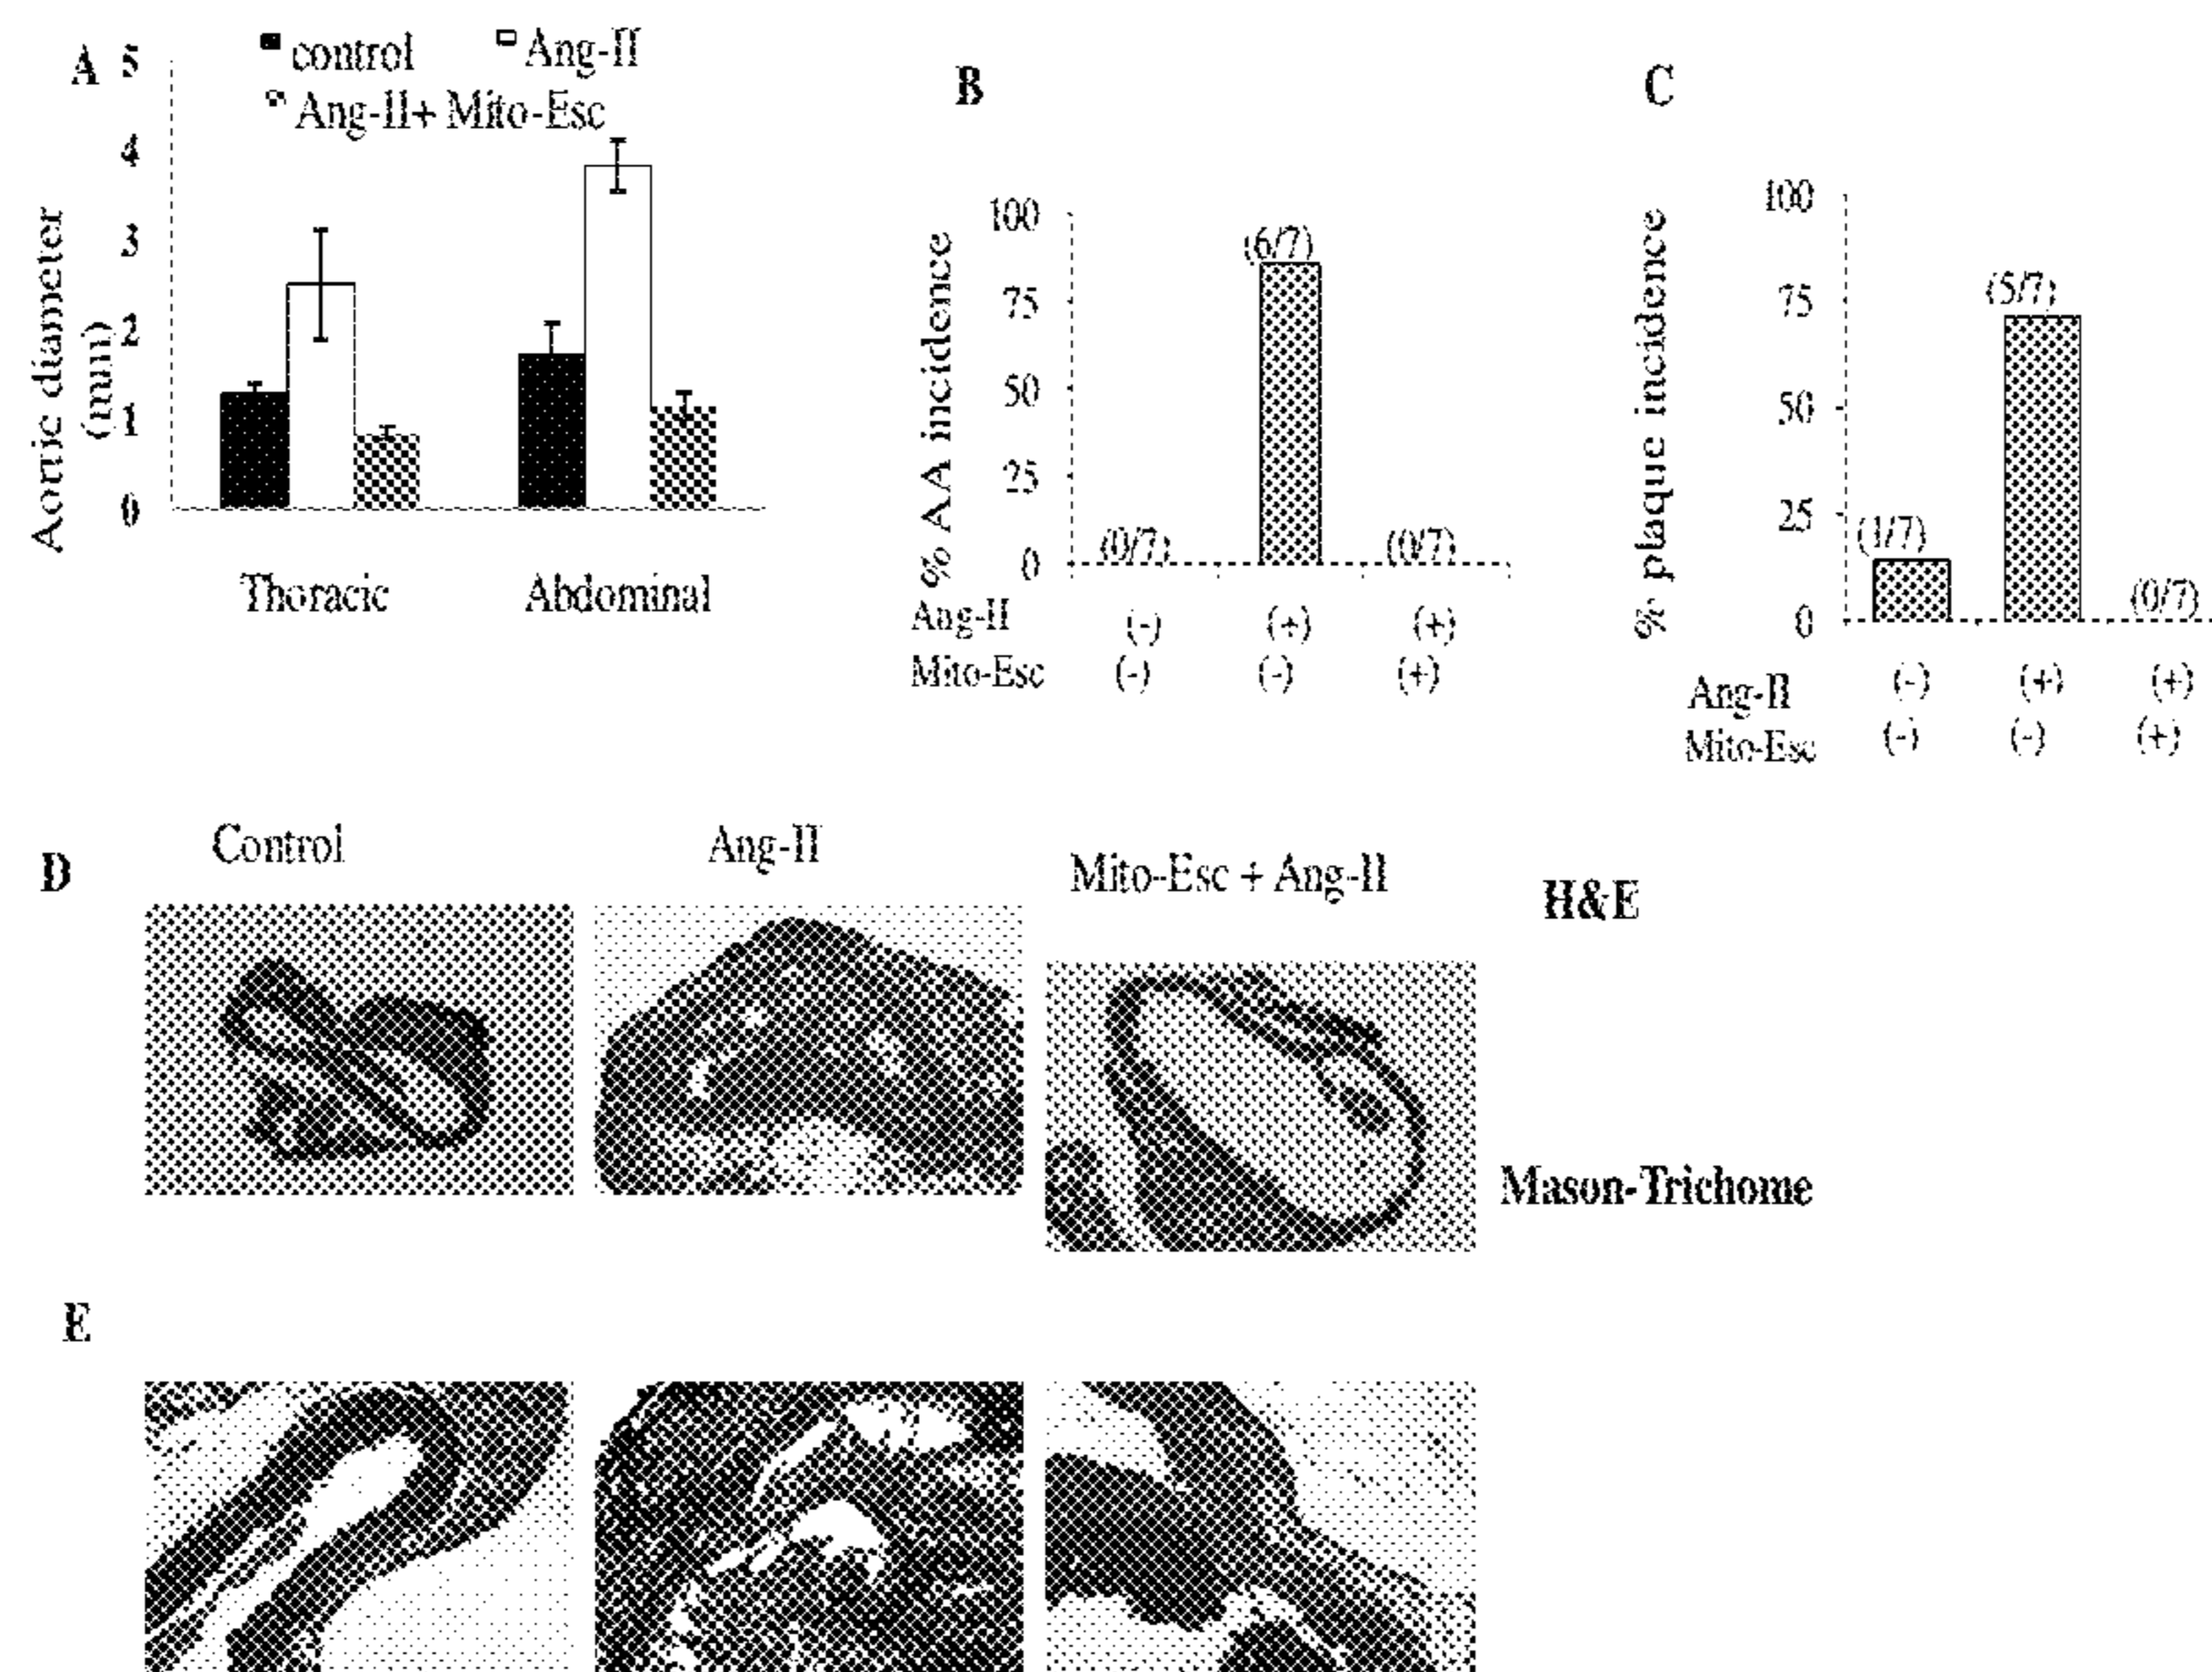 A
control Ang-II
Ang-II+ Mito-Esc
5
4
3
2
1
0
Aortic diameter
(mm)
Thoracic Abdominal
B
% AA incidence
100
75
50
25
0
(0/7) (6/7) (0/7)
Ang-II (-) (+) (+)
Mito-Esc (-) (-) (+)
C
% plaque incidence
100
75
50
25
0
(1/7) (5/7) (0/7)
Ang-II (-) (+) (+)
Mito-Esc (-) (-) (+)
D
Control Ang-II Mito-Esc + Ang-II
H&E
Mason-Trichome
E